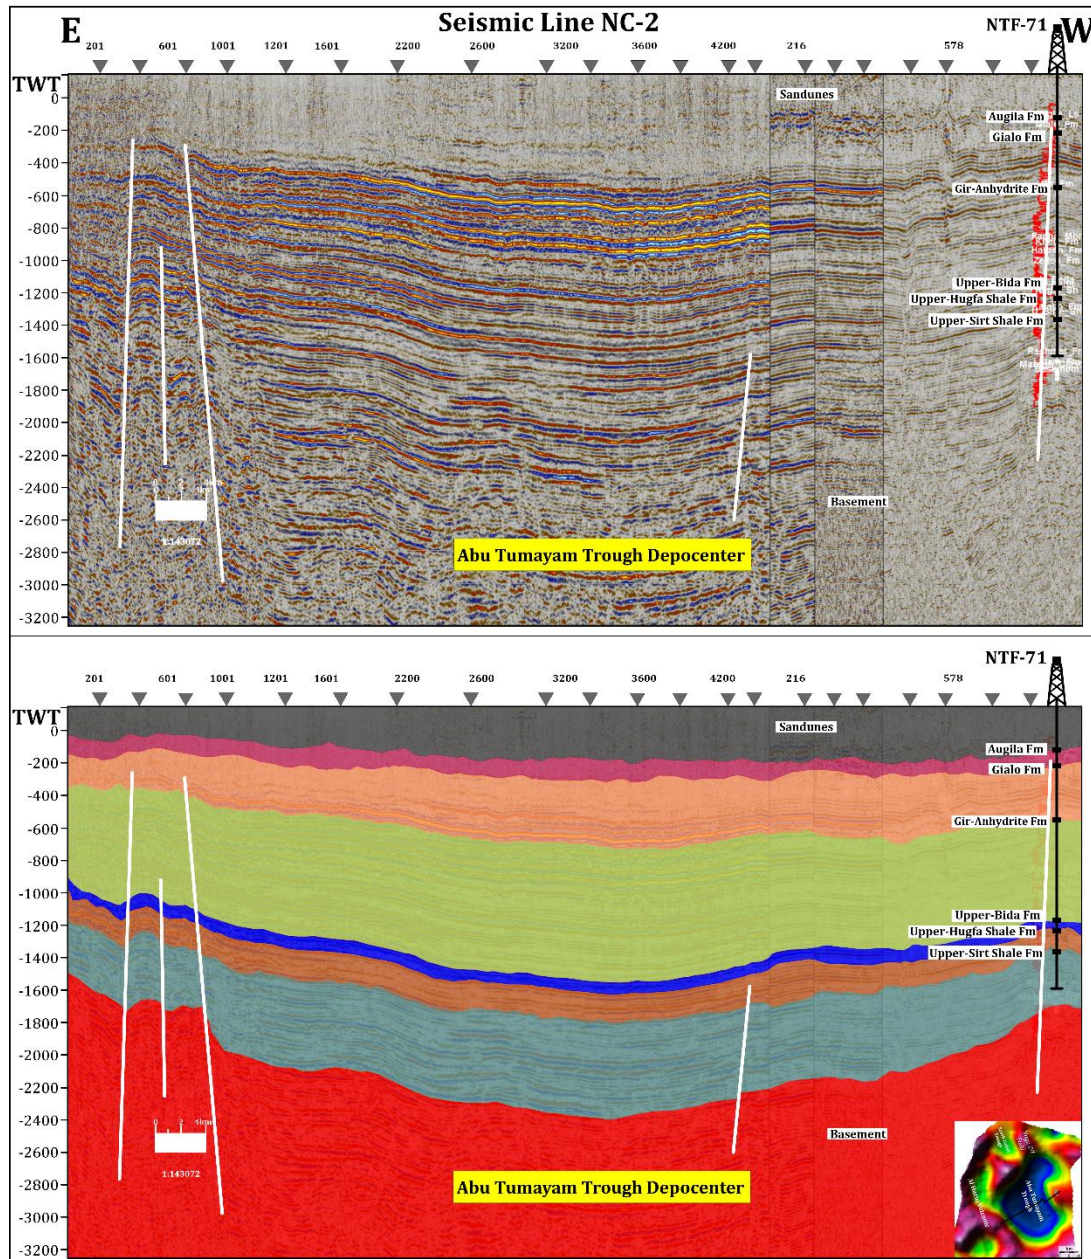 Seismic Line NC-2
E
W
NTF-71
201 601 1001 1601 2200 2600 3200 3600 4200 216 578
TWT
0
-200
-400
-600
-800
-1000
-1200
-1400
-1600
-1800
-2000
-2200
-2400
-2600
-2800
-3000
-3200
Sandunes
Augila Fm
Gialo Fm
Gir-Anhydrite Fm
Upper-Bida Fm
Upper-Hugfa Shale Fm
Upper-Sirt Shale Fm
Basement
1:143072
Abu Tumayam Trough Depocenter
NTF-71
201 601 1001 1601 2200 2600 3200 3600 4200 216 578
TWT
0
-200
-400
-600
-800
-1000
-1200
-1400
-1600
-1800
-2000
-2200
-2400
-2600
-2800
-3000
-3200
Sandunes
Augila Fm
Gialo Fm
Gir-Anhydrite Fm
Upper-Bida Fm
Upper-Hugfa Shale Fm
Upper-Sirt Shale Fm
Basement
0 2 4km
1:143072
Abu Tumayam Trough Depocenter
Abu Tumayam
Trough